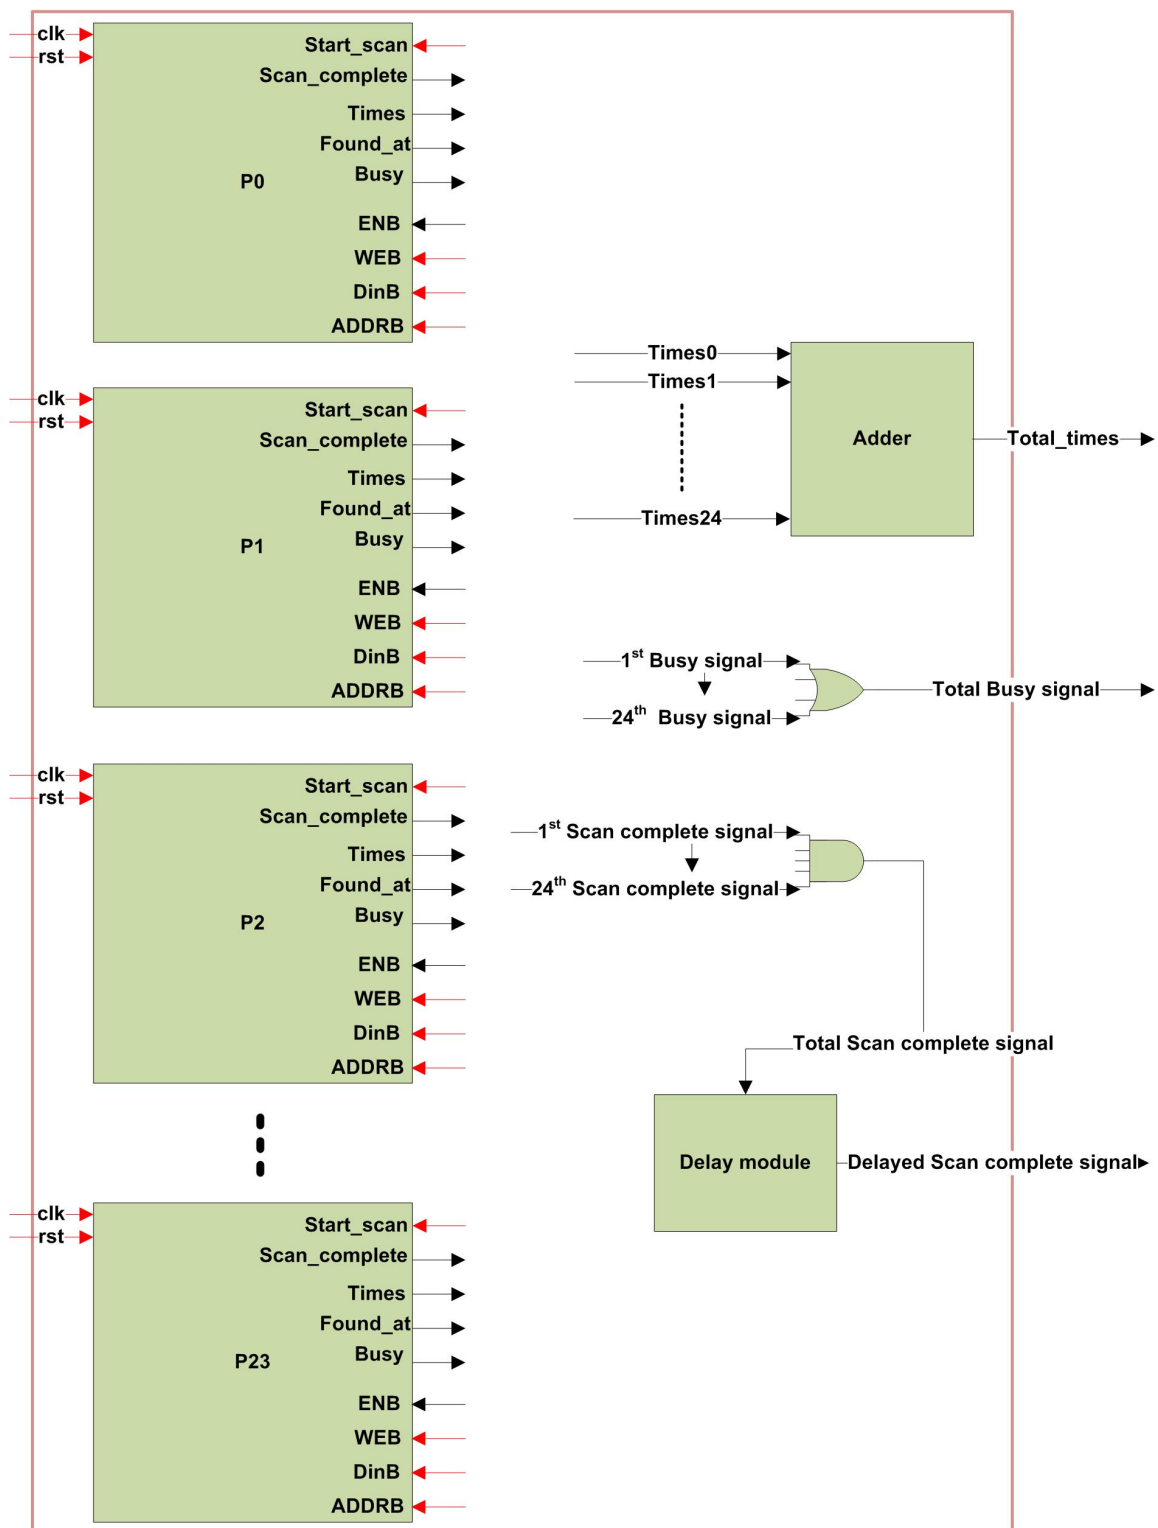 clk
rst
Start_scan
Scan_complete
Times
Found_at
Busy
P0
ENB
WEB
DinB
ADDRB
clk
rst
Start_scan
Scan_complete
Times
Found_at
Busy
P1
ENB
WEB
DinB
ADDRB
clk
rst
Start_scan
Scan_complete
Times
Found_at
Busy
P2
ENB
WEB
DinB
ADDRB
clk
rst
Start_scan
Scan_complete
Times
Found_at
Busy
P23
ENB
WEB
DinB
ADDRB
Times0
Times1
Times24
Adder
Total_times
1st Busy signal
24th Busy signal
Total Busy signal
1st Scan complete signal
24th Scan complete signal
Total Scan complete signal
Delay module
Delayed Scan complete signal